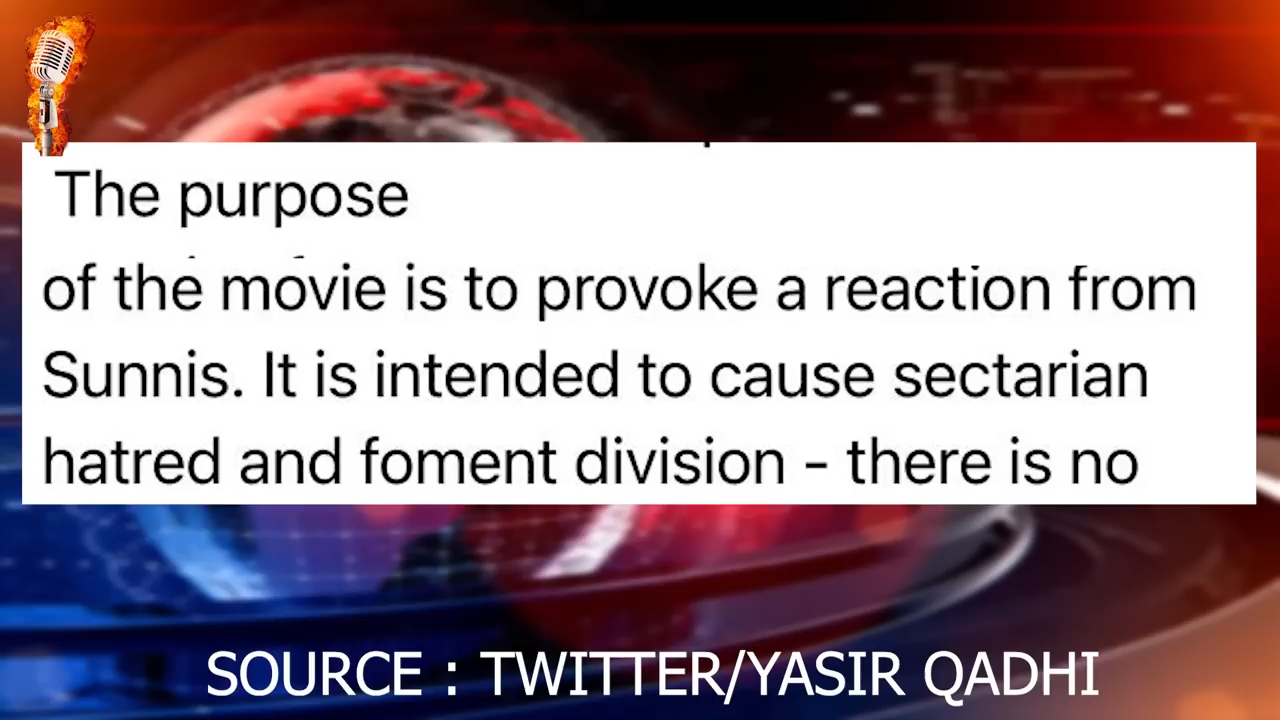 The purpose
of the movie is to provoke a reaction from
Sunnis. It is intended to cause sectarian
hatred and foment division - there is no
SOURCE : TWITTER/YASIR QADHI